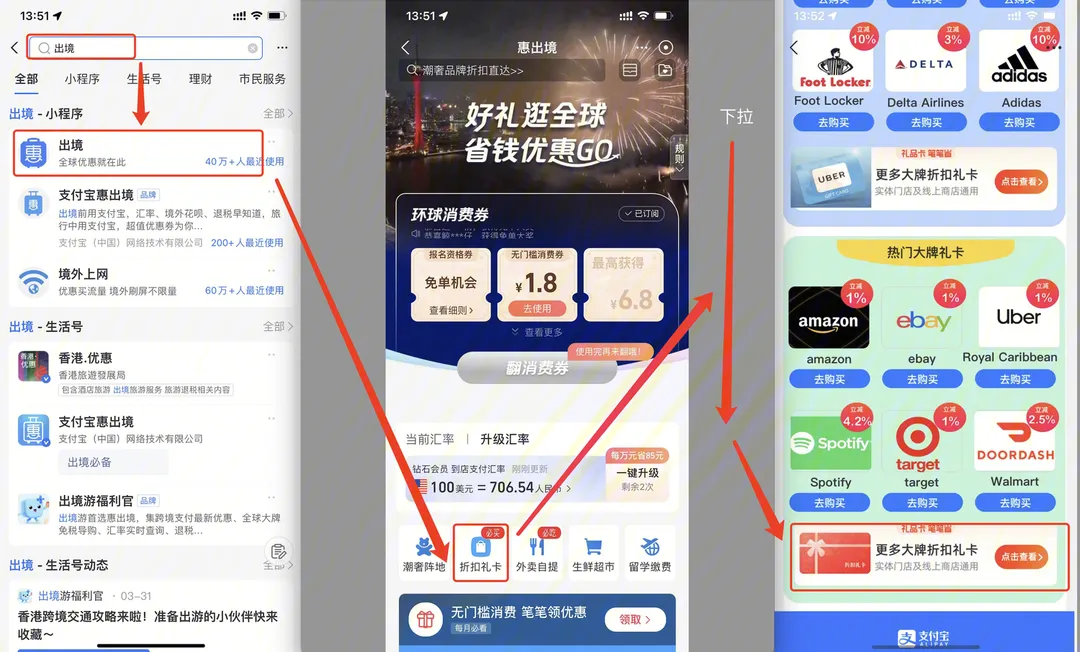 13:51
出境
全部 小程序 生活号 理财 市民服务
出境 - 小程序 全部
惠
出境
全球优惠就在此 40万+人最近使用
惠
支付宝惠出境 品牌
出境前用支付宝，汇率、境外花呗、退税早知道，旅
行中用支付宝，超值优惠券为你...
支付宝（中国）网络技术有限公司 200+人最近使用
境外上网
优惠买流量 境外刷屏不限量 60万+人最近使用
出境 - 生活号 全部
香港.优惠
香港旅遊發展局
包含酒店旅游 出境旅游服务 旅游退税相关内容
惠
支付宝惠出境
支付宝（中国）网络技术有限公司
出境必备
出境游福利官 品牌
出境游首选惠出境，集跨境支付最新优惠、全球大牌
免税导购、汇率实时查询、退税...
出境 - 生活号动态 全部
出境游福利官 · 03-31
香港跨境交通攻略来啦！准备出游的小伙伴快来
收藏～
13:51
惠出境
潮奢品牌折扣直达>>
好礼逛全球
省钱优惠GO
规则
环球消费券 已订阅
报名资格券
免单机会
查看细则>
无门槛消费券
¥1.8
去使用
最高获得
¥6.8
查看更多
使用完再来翻哦！
翻消费券
当前汇率 | 升级汇率
每万元省85元
钻石会员 到店支付汇率 刚刚更新
100美元 = 706.54人民币 >
一键升级
剩余2次
必买
必吃
潮奢阵地 折扣礼卡 外卖自提 生鲜超市 留学缴费
无门槛消费 笔笔领优惠
每月必看
领取 >
下拉
去购买 去购买 去购买
13:52
立减
10%
立减
3%
立减
10%
Foot Locker
DELTA
adidas
Foot Locker Delta Airlines Adidas
去购买 去购买 去购买
礼品卡 笔笔省
UBER
GIFT CARD
更多大牌折扣礼卡
实体门店及线上商店通用
点击查看>
热门大牌礼卡
立减
1%
立减
1%
立减
1%
amazon
ebay
Uber
amazon ebay Royal Caribbean
去购买 去购买 去购买
立减
4.2%
立减
1%
立减
2.5%
Spotify
target
DOORDASH
Spotify target Walmart
去购买 去购买 去购买
礼品卡 笔笔省
折扣礼卡
更多大牌折扣礼卡
实体门店及线上商店通用
点击查看>
支
支付宝
ALIPAY